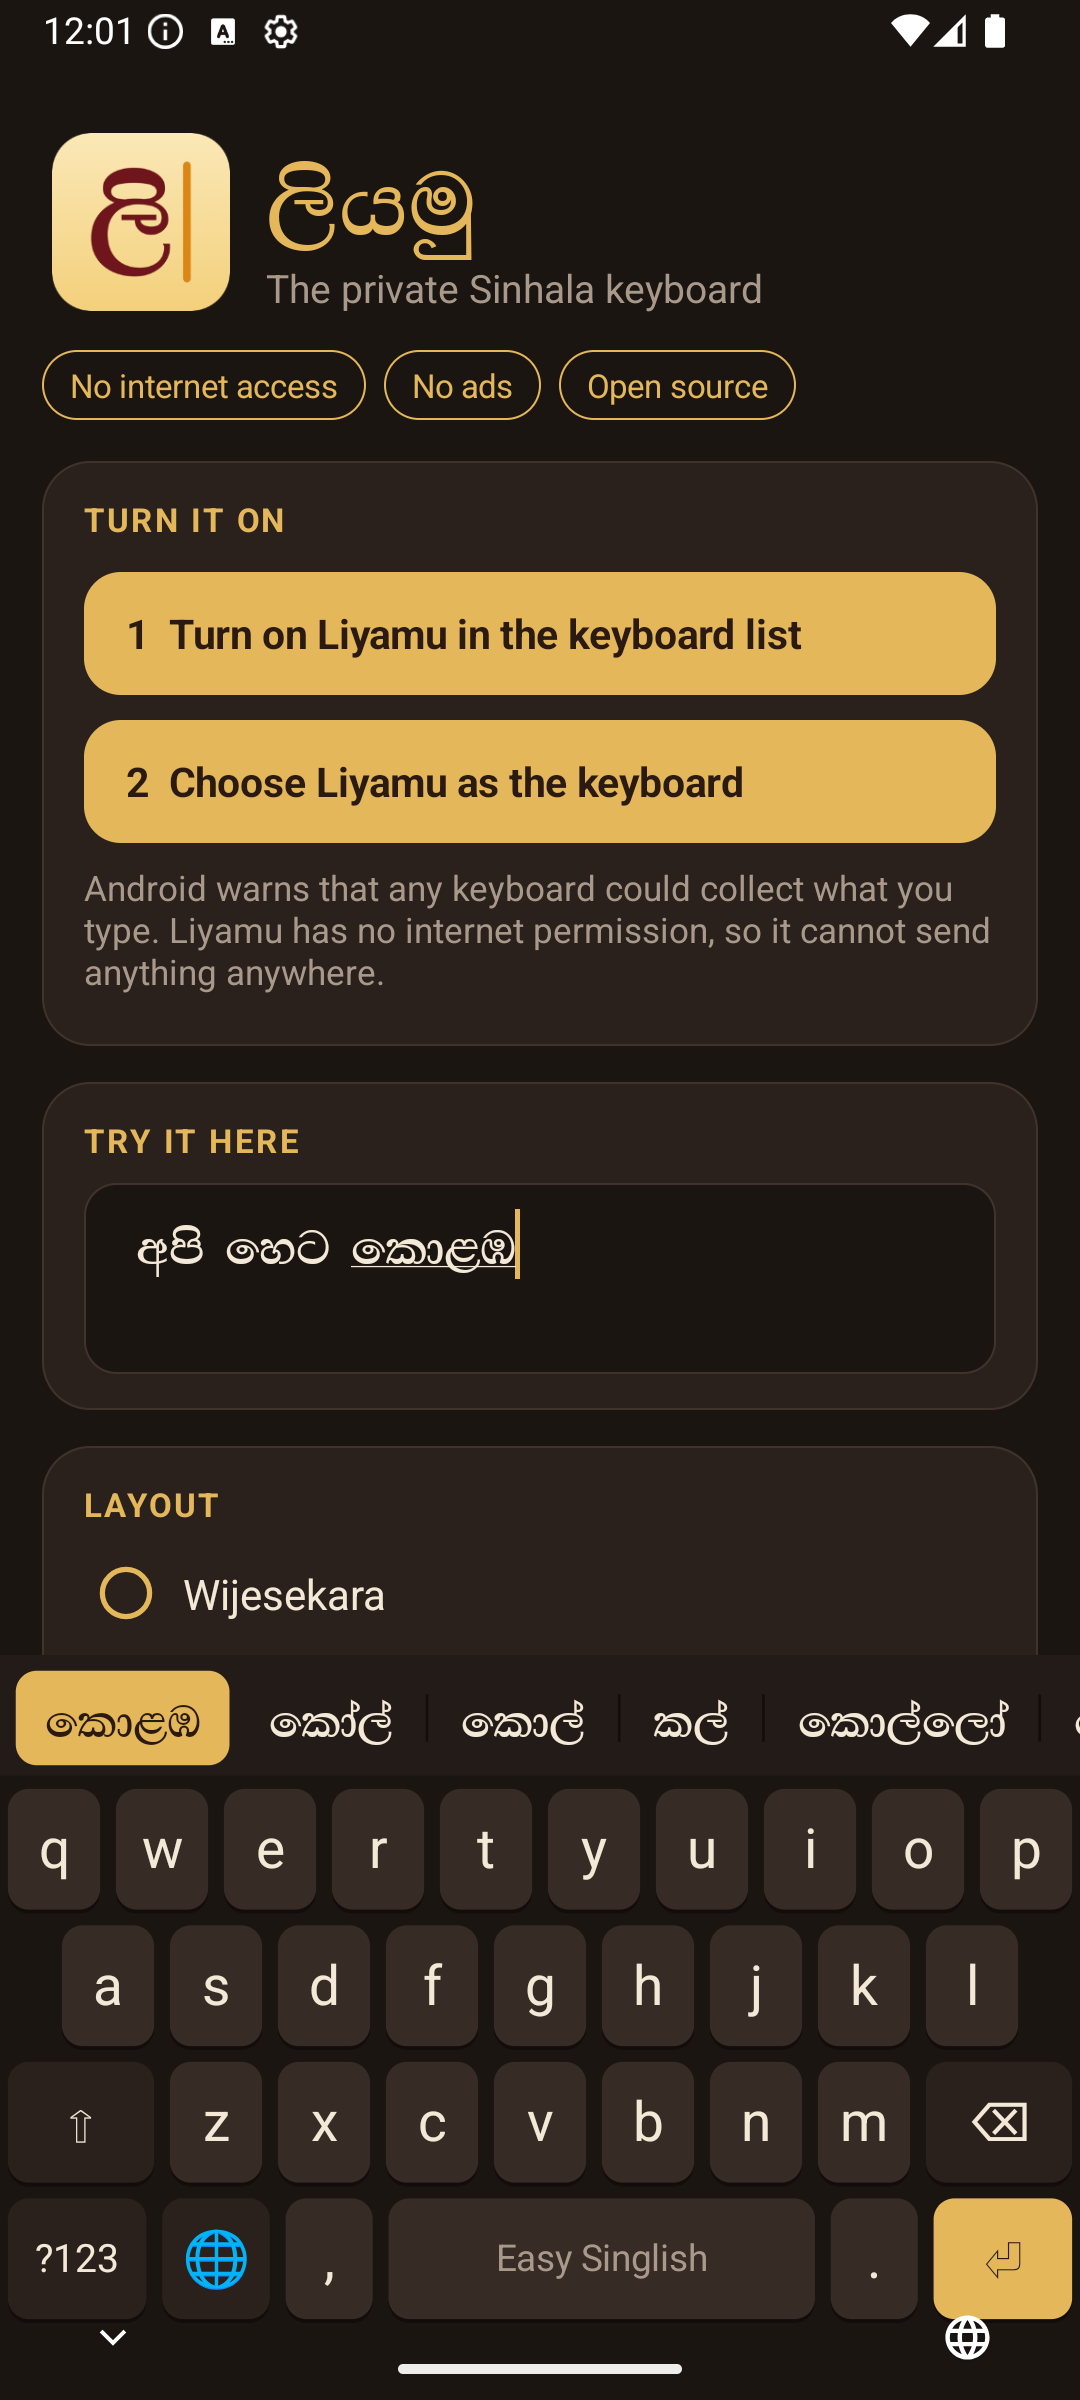 12:01
ලි
ලියමු
The private Sinhala keyboard
No internet access No ads Open source
TURN IT ON
1 Turn on Liyamu in the keyboard list
2 Choose Liyamu as the keyboard
Android warns that any keyboard could collect what you
type. Liyamu has no internet permission, so it cannot send
anything anywhere.
TRY IT HERE
අපි හෙට කොළඹ
LAYOUT
Wijesekara
කොළඹ කෝල් කොල් කල් කොල්ලෝ
q w e r t y u i o p
a s d f g h j k l
z x c v b n m
?123 , Easy Singlish .